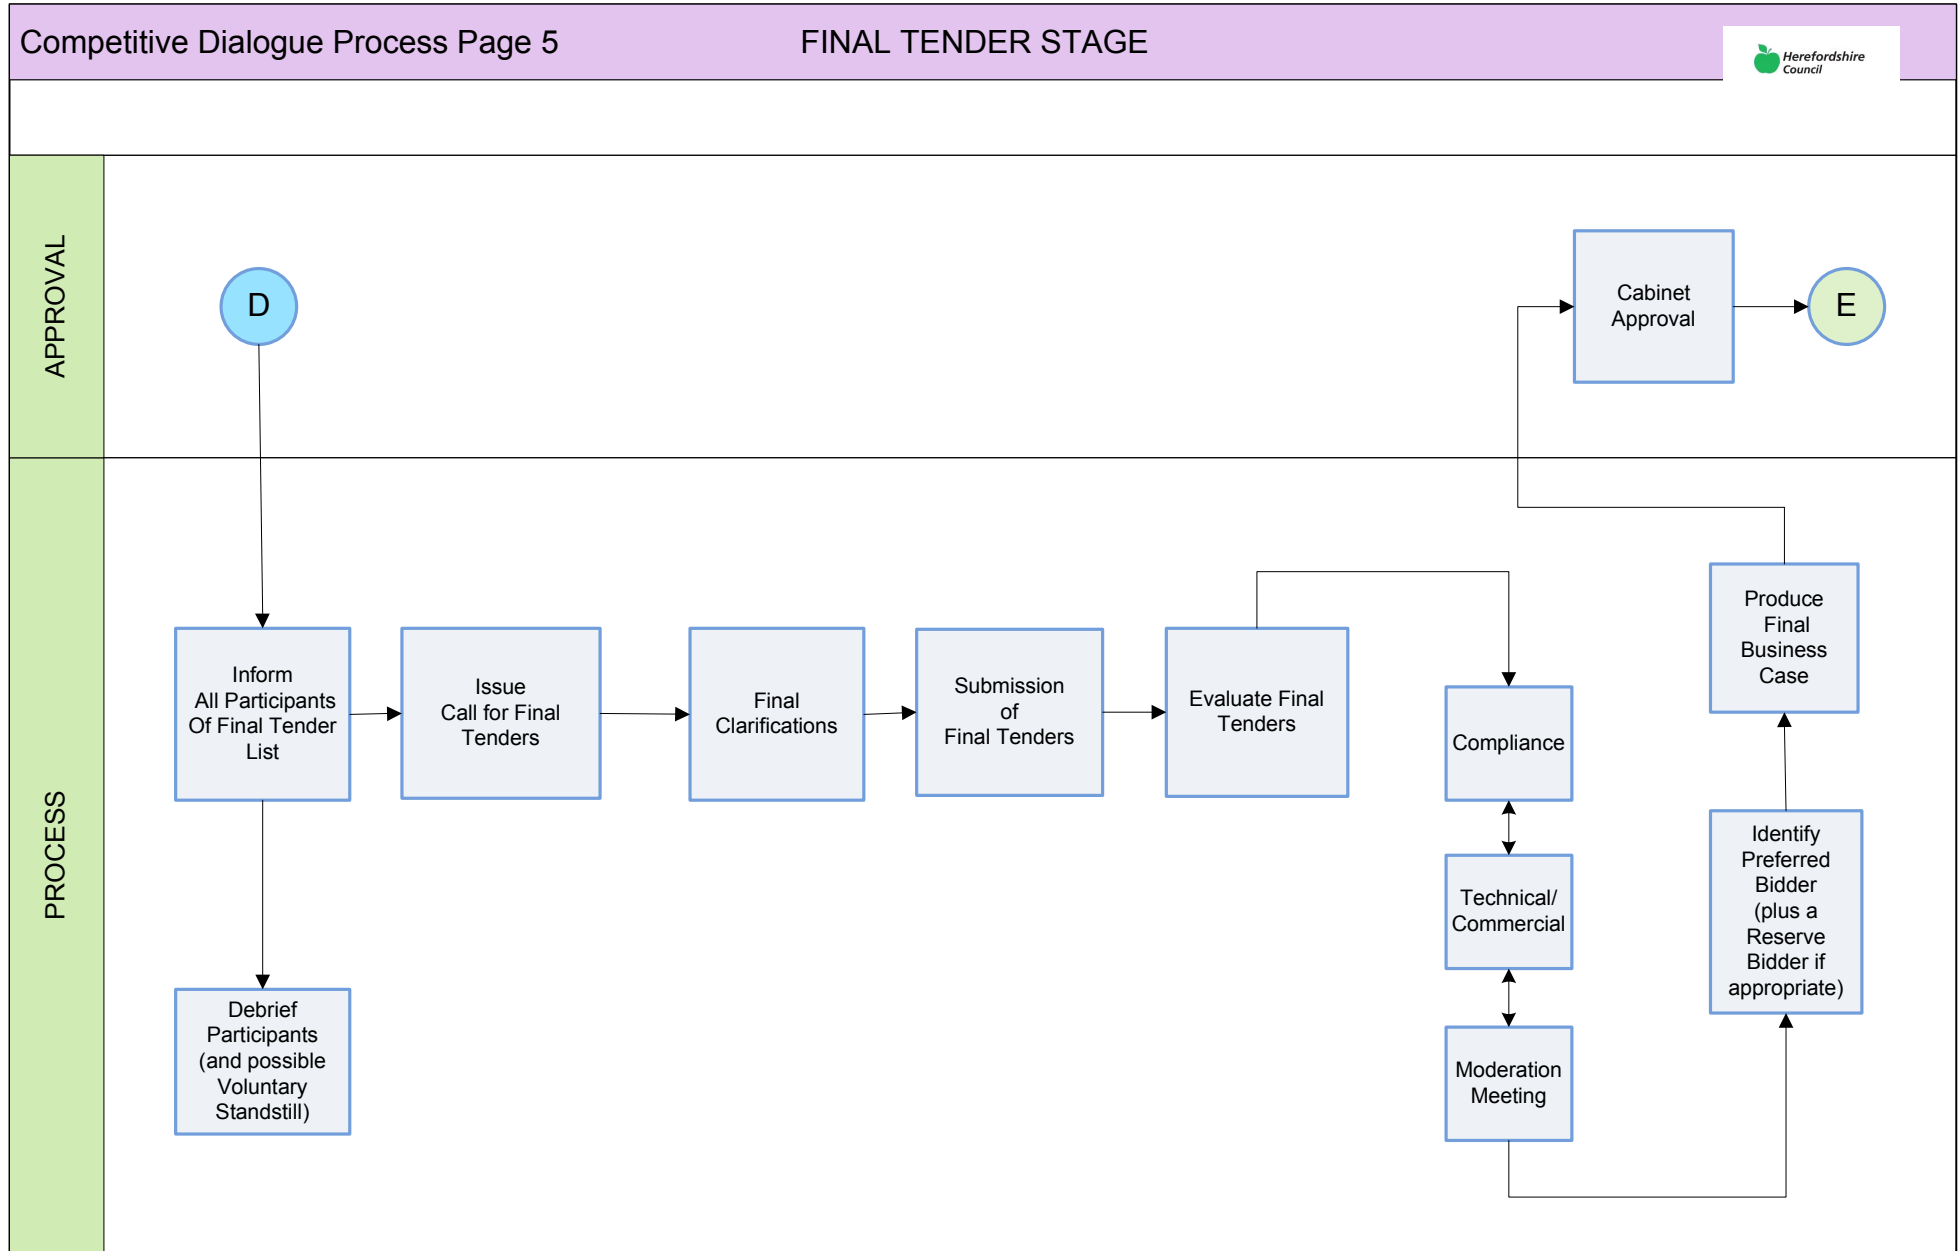 Competitive Dialogue Process Page 5
FINAL TENDER STAGE
Herefordshire
Council
APPROVAL
D
Cabinet
Approval
E
PROCESS
Inform
All Participants
Of Final Tender
List
Issue
Call for Final
Tenders
Final
Clarifications
Submission
of
Final Tenders
Evaluate Final
Tenders
Compliance
Technical/
Commercial
Moderation
Meeting
Produce
Final
Business
Case
Identify
Preferred
Bidder
(plus a
Reserve
Bidder if
appropriate)
Debrief
Participants
(and possible
Voluntary
Standstill)